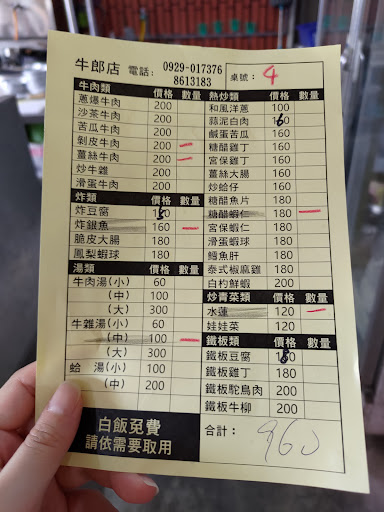 牛郎店 電話: 0929-017376
8613183
桌號: 4
牛肉類 價格 數量
蔥爆牛肉 200
沙茶牛肉 200
苦瓜牛肉 200
剝皮牛肉 200 一
薑絲牛肉 200 一
炒牛雜 200
滑蛋牛肉 200
炸類 價格 數量
炸豆腐
炸銀魚 160 一
脆皮大腸 180
鳳梨蝦球 180
湯類 價格 數量
牛肉湯(小) 60
(中) 100
(大) 300
牛雜湯(小) 60
(中) 100 一
(大) 300
蛤 湯(小) 100
(中) 200
白飯免費
請依需要取用
熱炒類 價格 數量
和風洋蔥 100
蒜泥白肉 160
鹹蛋苦瓜 160
糖醋雞丁 160
宮保雞丁 160
薑絲大腸 160
炒蛤仔 160
糖醋魚片 180
糖醋蝦仁 180 一
宮保蝦仁 180
滑蛋蝦仁 180
鱔魚肝 180
泰式椒麻雞 180
白灼鮮蝦 200
炒青菜類 價格 數量
水蓮 120 一
娃娃菜 120
鐵板類 價格 數量
鐵板豆腐
鐵板雞丁 180
鐵板鴕鳥肉 200
鐵板牛柳 200
合計: 960